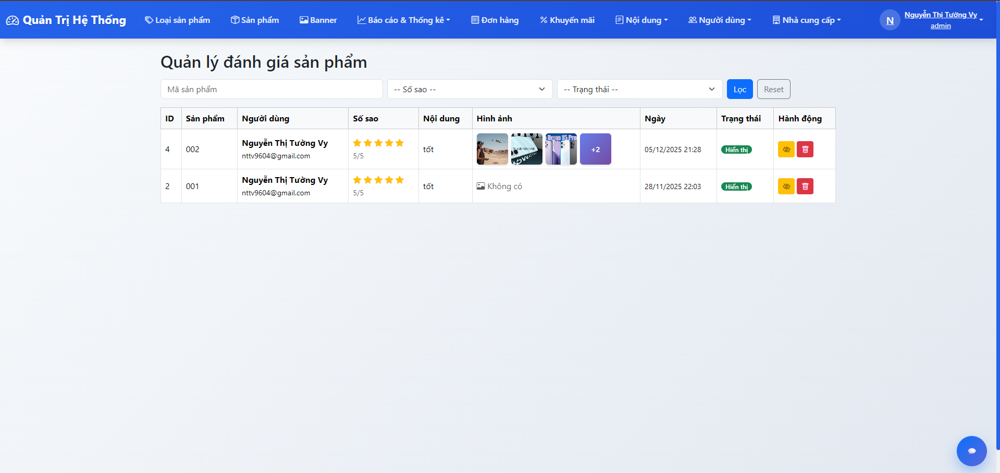 Quản Trị Hệ Thống
Loại sản phẩm
Sản phẩm
Banner
Báo cáo & Thống kê
Đơn hàng
Khuyến mãi
Nội dung
Người dùng
Nhà cung cấp
N
Nguyễn Thị Tường Vy
admin
Quản lý đánh giá sản phẩm
Mã sản phẩm
-- Số sao --
-- Trạng thái --
Lọc
Reset
ID Sản phẩm Người dùng Số sao Nội dung Hình ảnh Ngày Trạng thái Hành động
4 002 Nguyễn Thị Tường Vy tốt +2 05/12/2025 21:28 Hiển thị
nttv9604@gmail.com 5/5
Reno 15 Pro
2 001 Nguyễn Thị Tường Vy tốt Không có 28/11/2025 22:03 Hiển thị
nttv9604@gmail.com 5/5